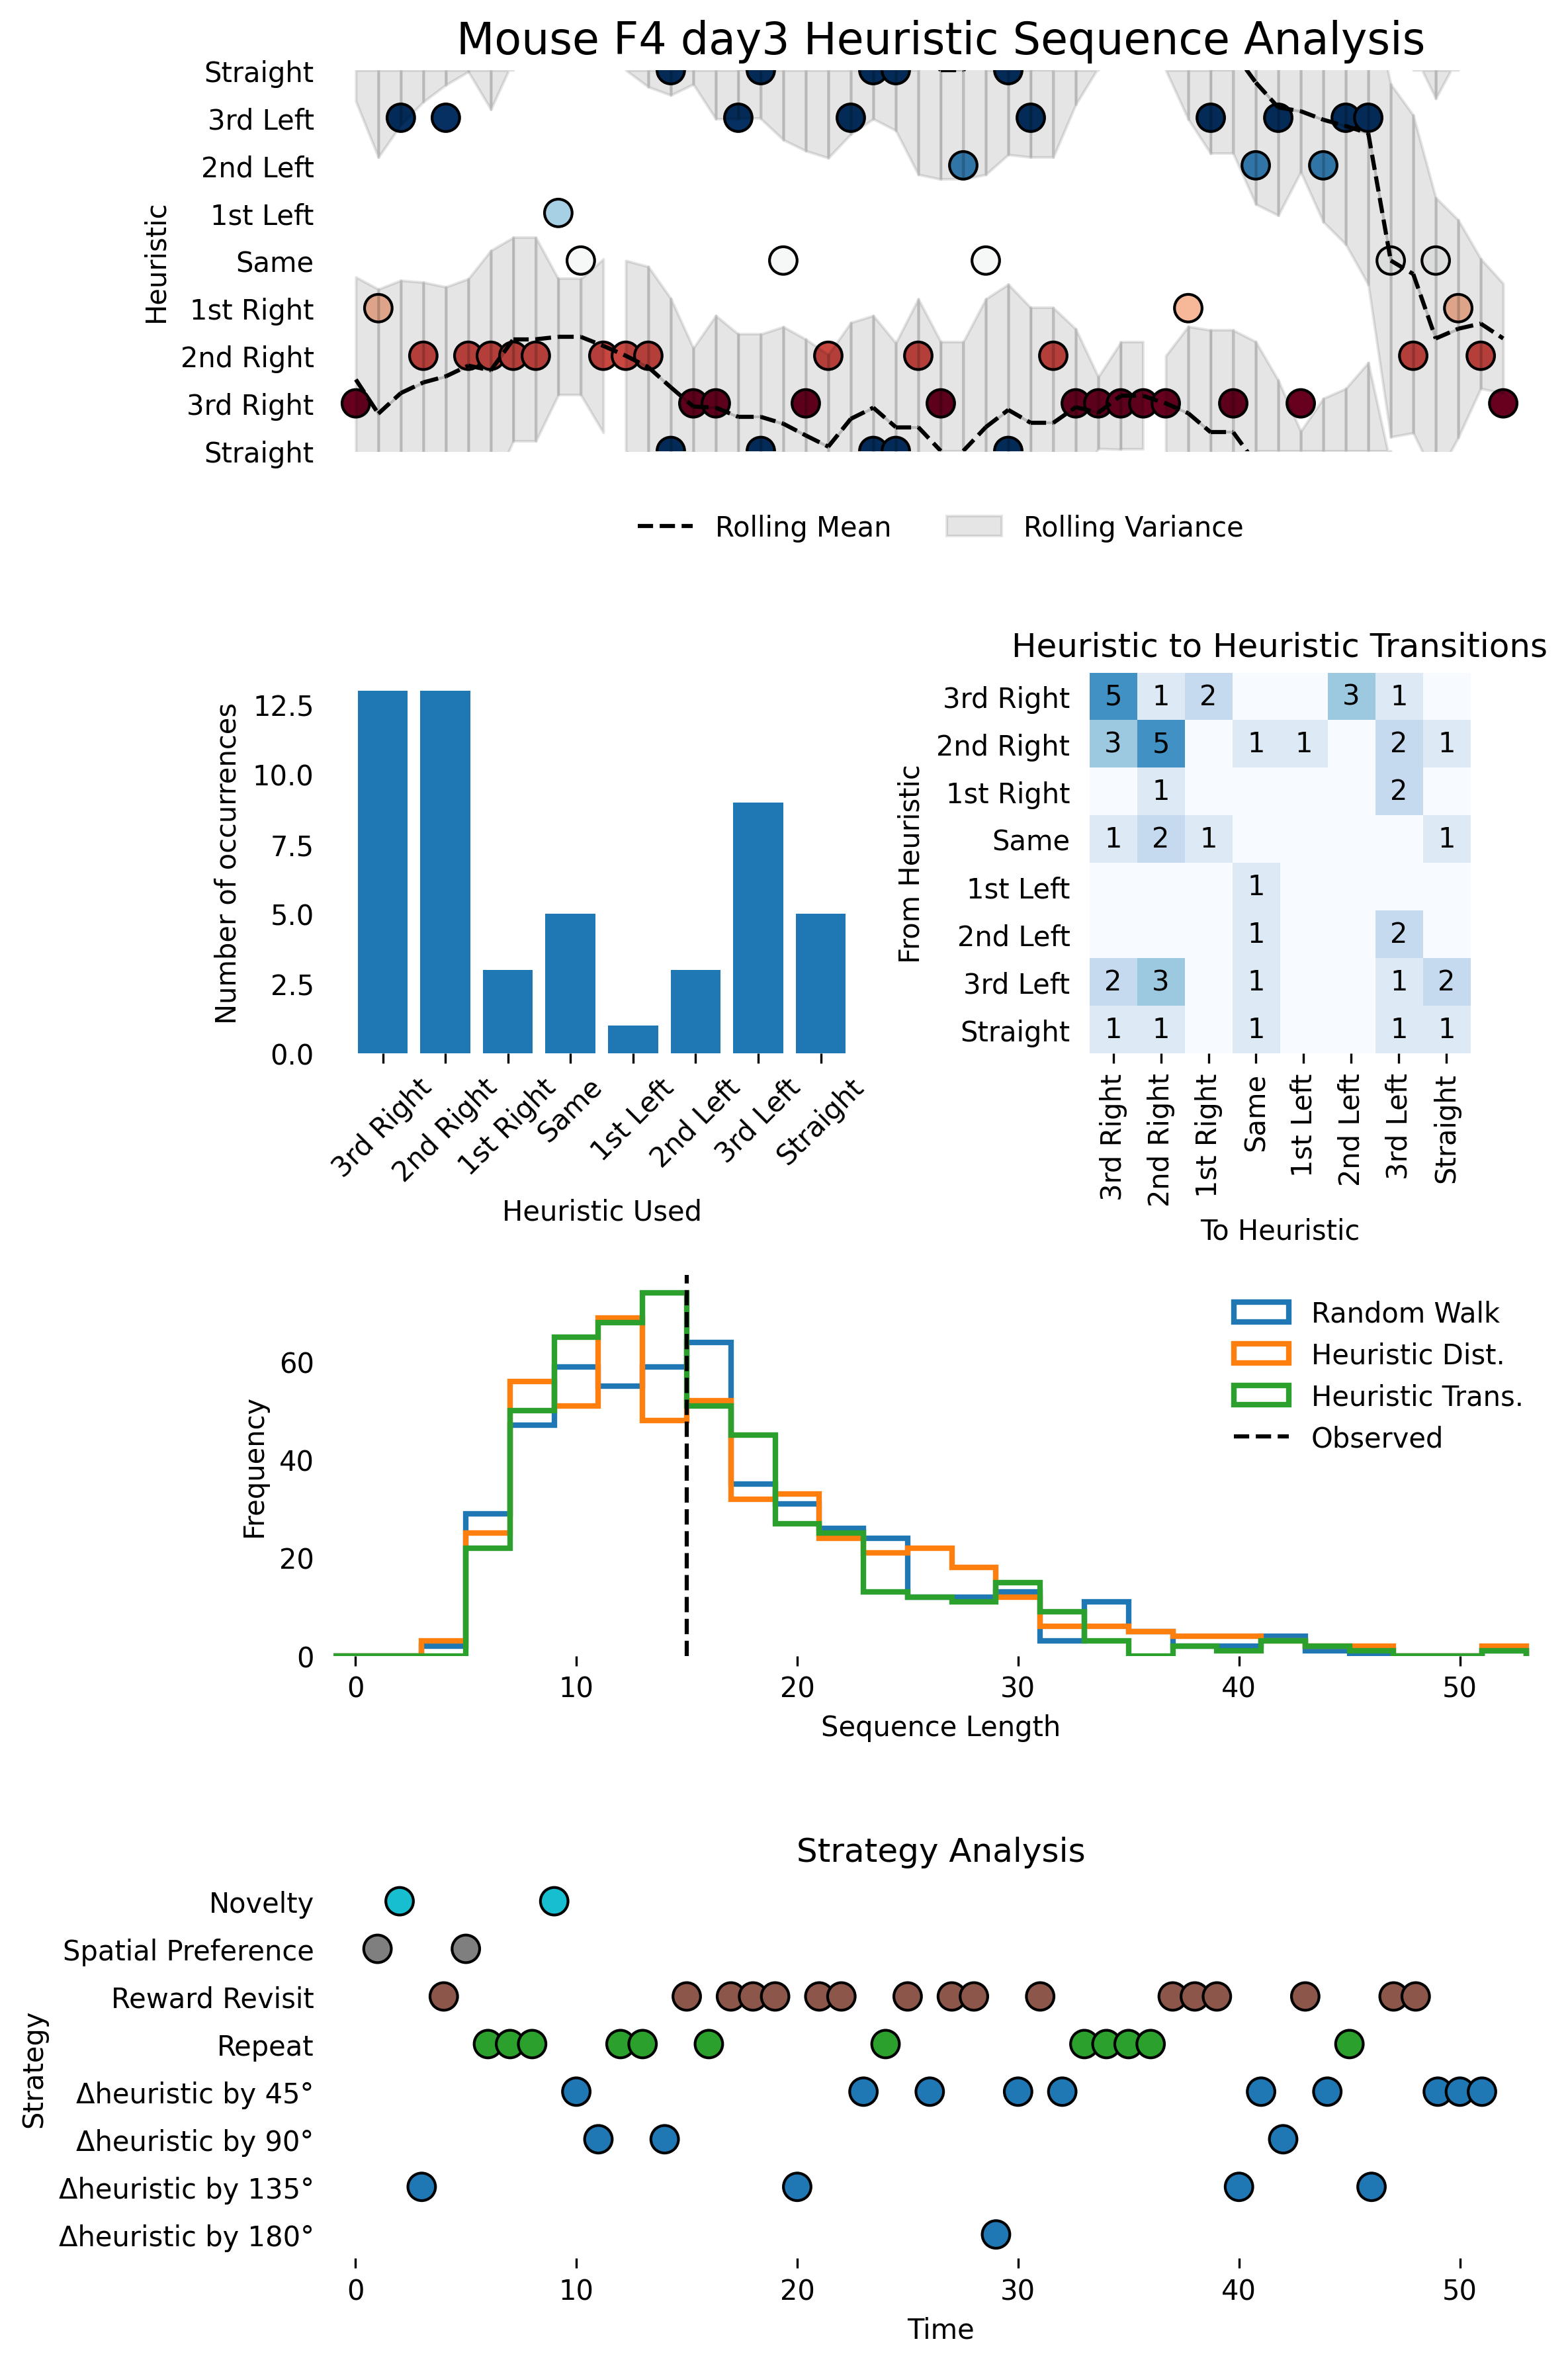 Mouse F4 day3 Heuristic Sequence Analysis
Heuristic
Straight
3rd Left
2nd Left
1st Left
Same
1st Right
2nd Right
3rd Right
Straight
Rolling Mean
Rolling Variance
Number of occurrences
12.5
10.0
7.5
5.0
2.5
0.0
3rd Right
2nd Right
1st Right
Same
1st Left
2nd Left
3rd Left
Straight
Heuristic Used
Heuristic to Heuristic Transitions
From Heuristic
3rd Right 5 1 2 3 1
2nd Right 3 5 1 1 2 1
1st Right 1 2
Same 1 2 1 1
1st Left 1
2nd Left 1 2
3rd Left 2 3 1 1 2
Straight 1 1 1 1 1
3rd Right
2nd Right
1st Right
Same
1st Left
2nd Left
3rd Left
Straight
To Heuristic
Frequency
60
40
20
0
Random Walk
Heuristic Dist.
Heuristic Trans.
Observed
0 10 20 30 40 50
Sequence Length
Strategy Analysis
Strategy
Novelty
Spatial Preference
Reward Revisit
Repeat
Δheuristic by 45°
Δheuristic by 90°
Δheuristic by 135°
Δheuristic by 180°
0 10 20 30 40 50
Time